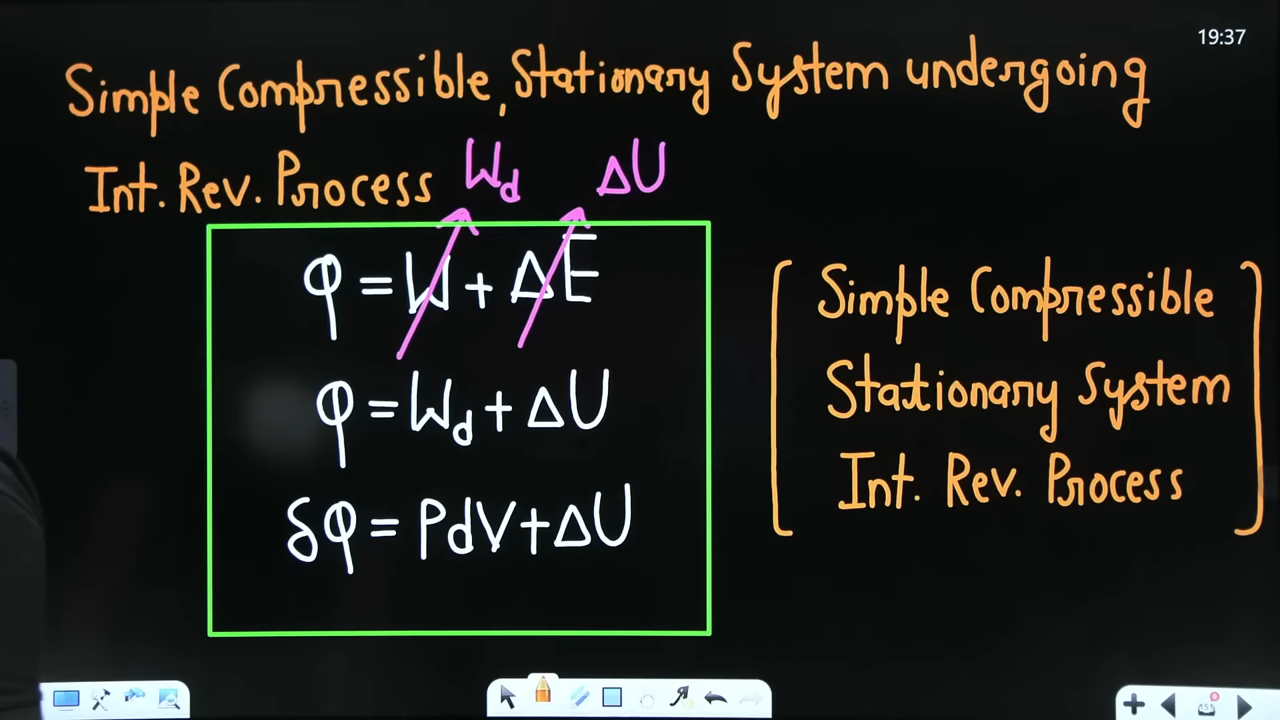 19:37
Simple Compressible, Stationary System undergoing
Int. Rev. Process
Wd ΔU
φ = W + ΔE
φ = Wd + ΔU
δφ = PdV + ΔU
Simple Compressible
Stationary System
Int. Rev. Process